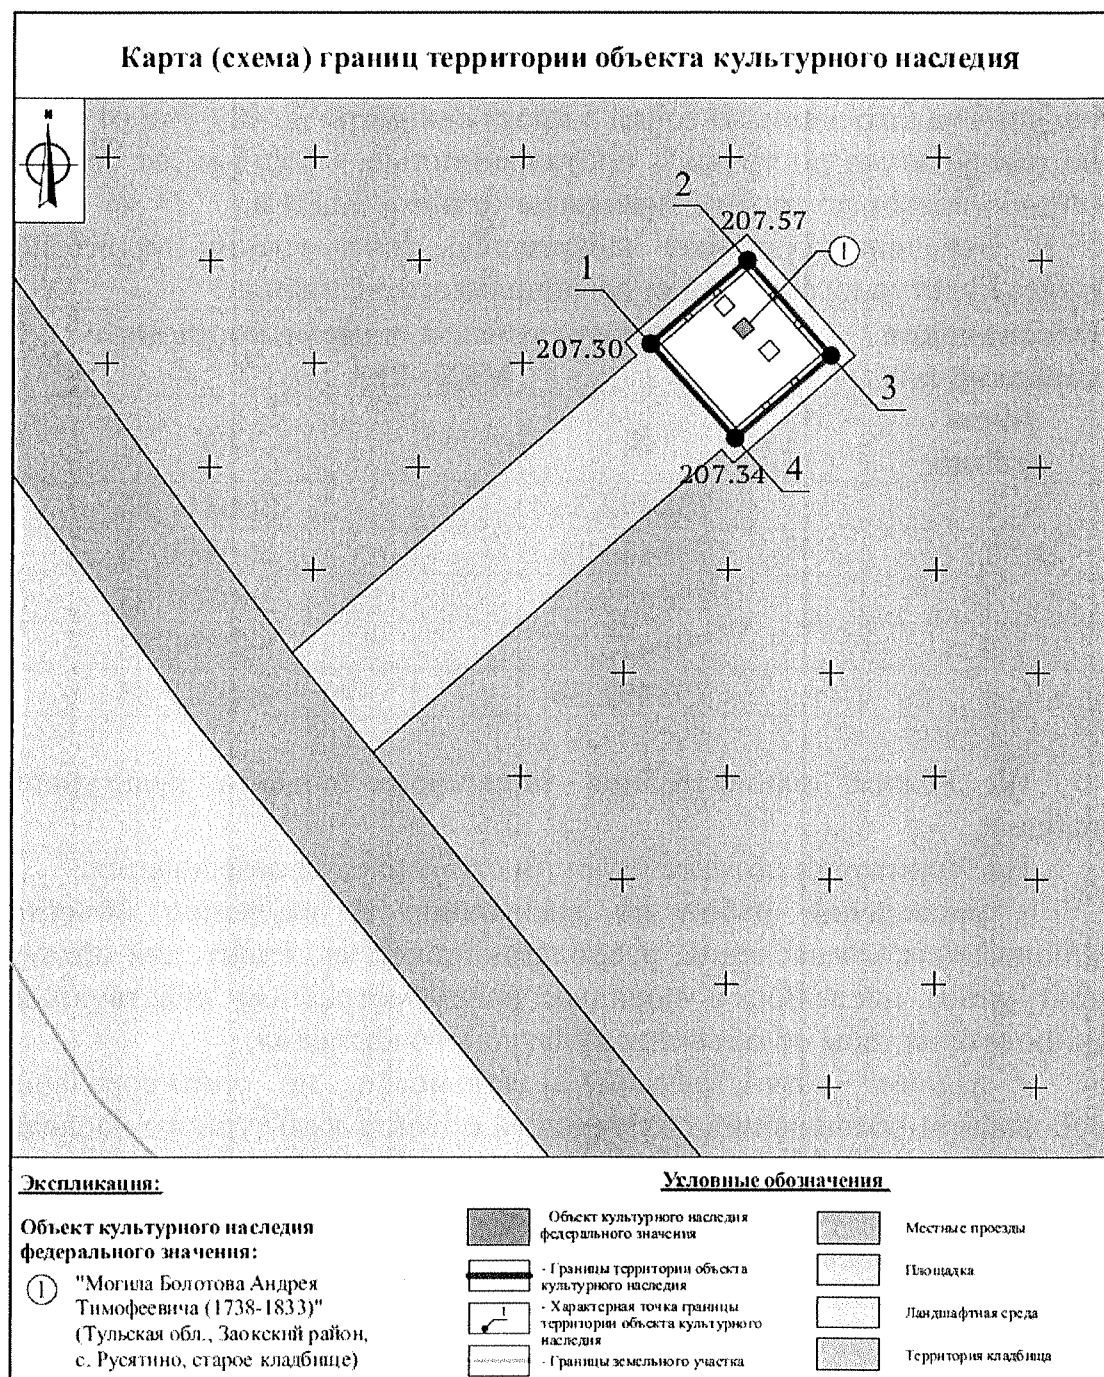 Карта (схема) границ территории объекта культурного наследия
N
2
207.57
1
1
207.30
3
207.34
4
Экспликация:
Объект культурного наследия
федерального значения:
1
"Могила Болотова Андрея
Тимофеевича (1738-1833)"
(Тульская обл., Заокский район,
с. Русятино, старое кладбище)
Условные обозначения
Объект культурного наследия
федерального значения
- Границы территории объекта
культурного наследия
1
- Характерная точка границы
территории объекта культурного
наследия
- Границы земельного участка
Местные проезды
Площадка
Ландшафтная среда
Территория кладбища